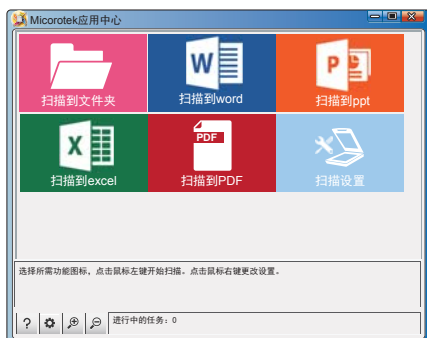 Micorotek应用中心
扫描到文件夹
W
扫描到word
P
扫描到ppt
X
扫描到excel
PDF
扫描到PDF
扫描设置
选择所需功能图标，点击鼠标左键开始扫描。点击鼠标右键更改设置。
?
进行中的任务：0